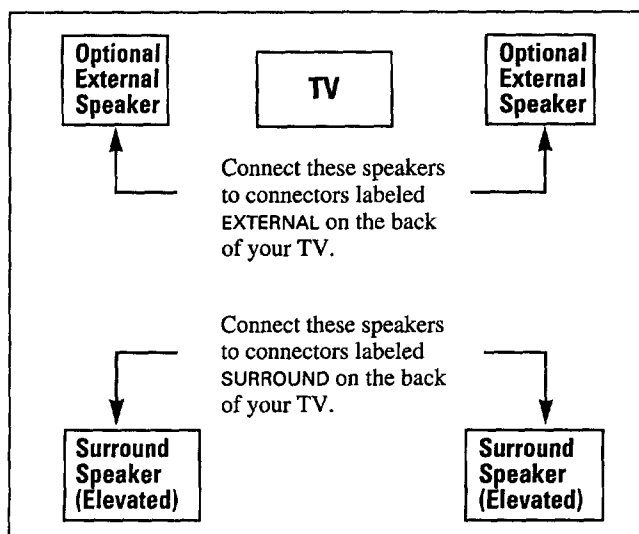 Optional
External
Speaker
TV
Optional
External
Speaker
Connect these speakers
to connectors labeled
EXTERNAL on the back
of your TV.
Connect these speakers
to connectors labeled
SURROUND on the back
of your TV.
Surround
Speaker
(Elevated)
Surround
Speaker
(Elevated)